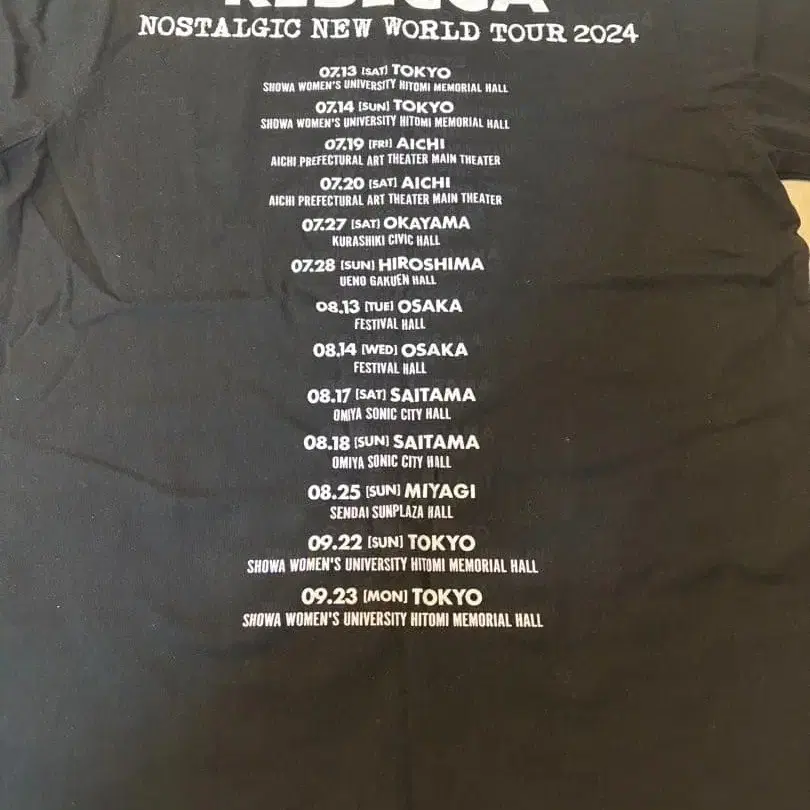 REBECCA
NOSTALGIC NEW WORLD TOUR 2024
07.13 [SAT] TOKYO
SHOWA WOMEN'S UNIVERSITY HITOMI MEMORIAL HALL
07.14 [SUN] TOKYO
SHOWA WOMEN'S UNIVERSITY HITOMI MEMORIAL HALL
07.19 [FRI] AICHI
AICHI PREFECTURAL ART THEATER MAIN THEATER
07.20 [SAT] AICHI
AICHI PREFECTURAL ART THEATER MAIN THEATER
07.27 [SAT] OKAYAMA
KURASHIKI CIVIC HALL
07.28 [SUN] HIROSHIMA
UENO GAKUEN HALL
08.13 [TUE] OSAKA
FESTIVAL HALL
08.14 [WED] OSAKA
FESTIVAL HALL
08.17 [SAT] SAITAMA
OMIYA SONIC CITY HALL
08.18 [SUN] SAITAMA
OMIYA SONIC CITY HALL
08.25 [SUN] MIYAGI
SENDAI SUNPLAZA HALL
09.22 [SUN] TOKYO
SHOWA WOMEN'S UNIVERSITY HITOMI MEMORIAL HALL
09.23 [MON] TOKYO
SHOWA WOMEN'S UNIVERSITY HITOMI MEMORIAL HALL